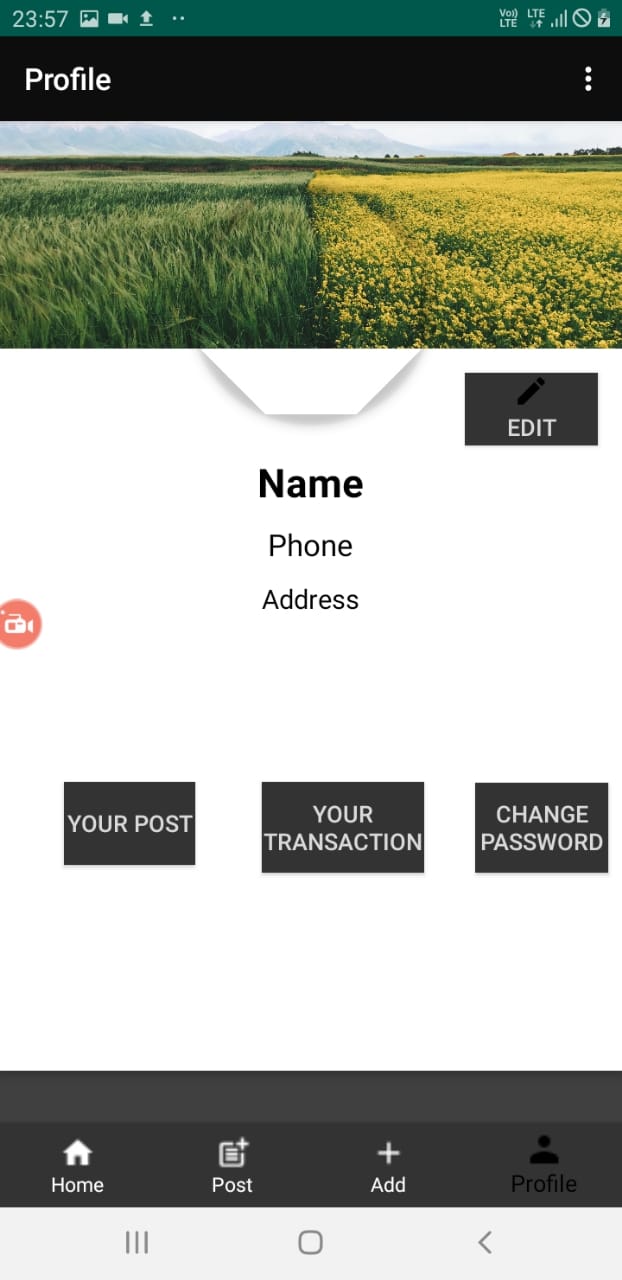 23:57
Vo))
LTE
LTE
Profile
EDIT
Name
Phone
Address
YOUR POST
YOUR
TRANSACTION
CHANGE
PASSWORD
Home
Post
Add
Profile